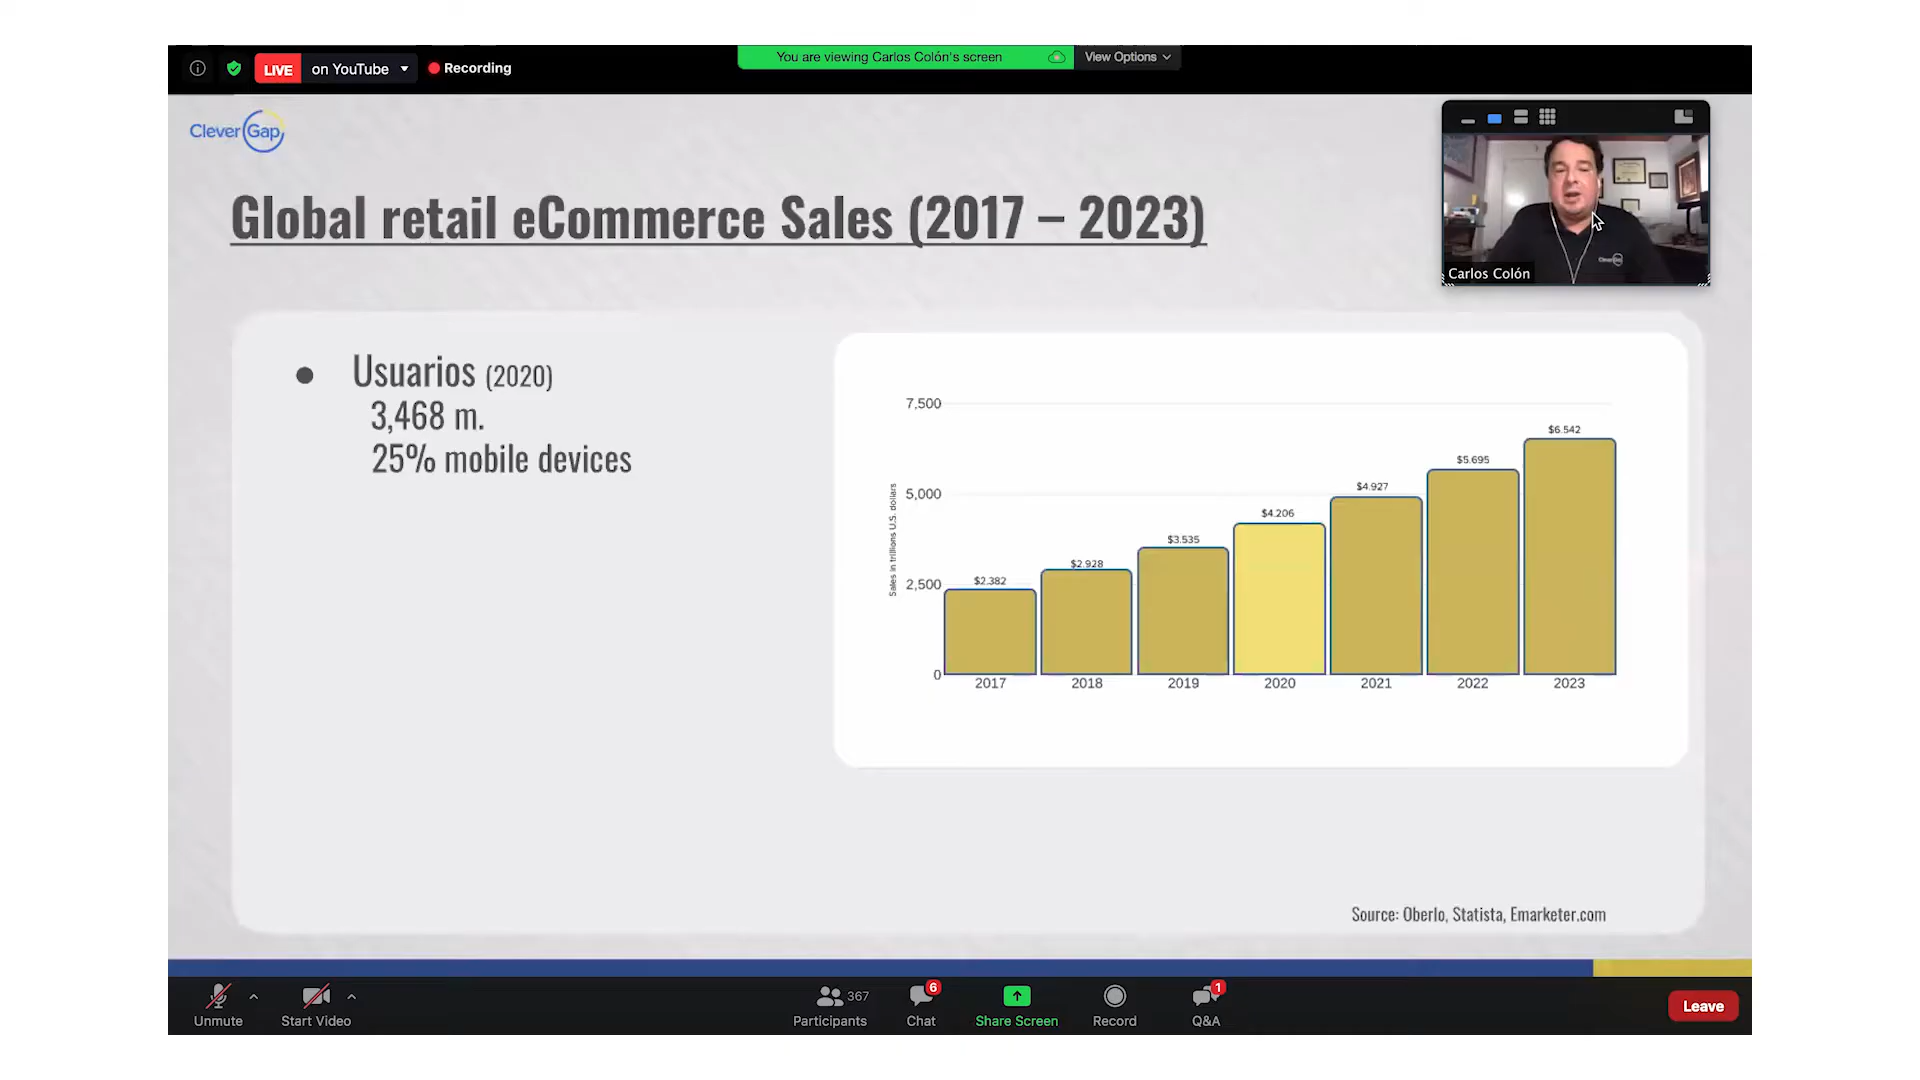 LIVE on YouTube
Recording
You are viewing Carlos Colón's screen
View Options
Clever Gap
Global retail eCommerce Sales (2017 – 2023)
Carlos Colón
Usuarios (2020)
3,468 m.
25% mobile devices
Sales in trillions U.S. dollars
7,500
5,000
2,500
0
$2.382
$2.928
$3.535
$4.206
$4.927
$5.695
$6.542
2017 2018 2019 2020 2021 2022 2023
Source: Oberlo, Statista, Emarketer.com
Unmute
Start Video
367
Participants
6
Chat
Share Screen
Record
1
Q&A
Leave